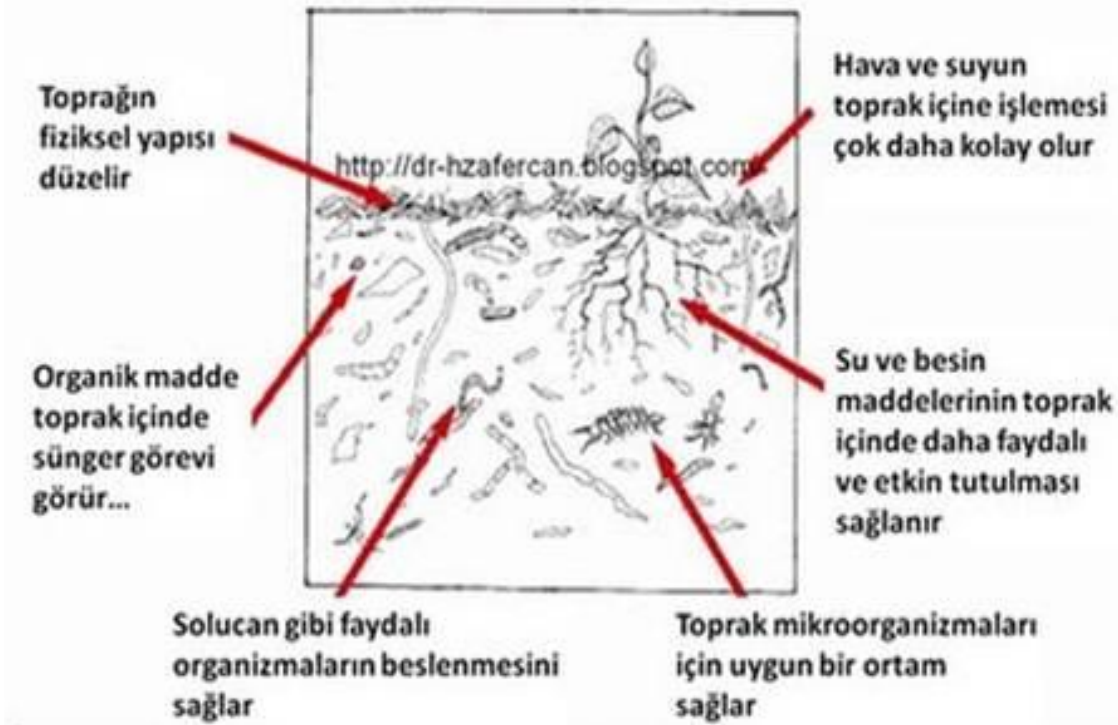 Toprağın
fiziksel yapısı
düzelir
Hava ve suyun
toprak içine işlemesi
çok daha kolay olur
http://dr-hzafercan.blogspot.com/
Organik madde
toprak içinde
sünger görevi
görür...
Su ve besin
maddelerinin toprak
içinde daha faydalı
ve etkin tutulması
sağlanır
Solucan gibi faydalı
organizmaların beslenmesini
sağlar
Toprak mikroorganizmaları
için uygun bir ortam
sağlar